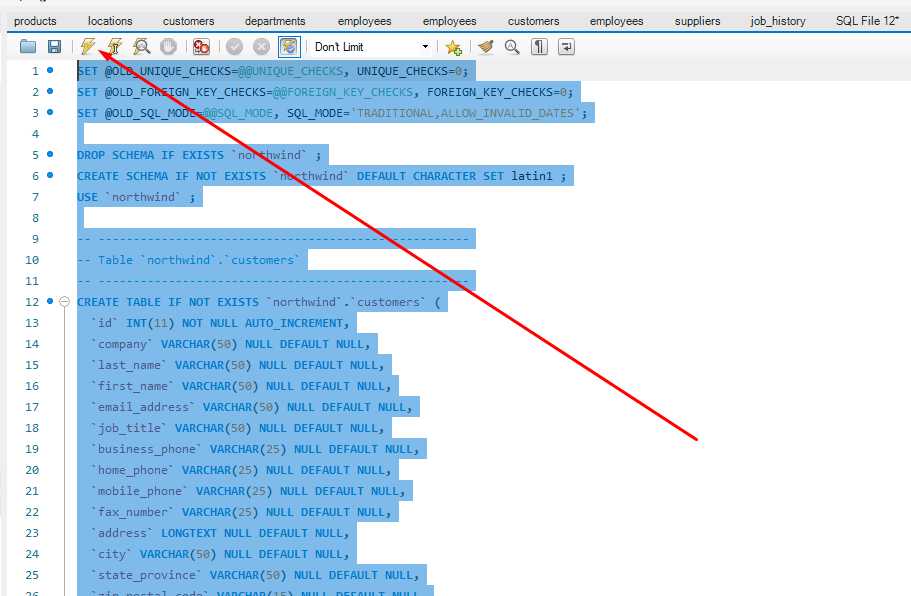 products locations customers departments employees employees customers employees suppliers job_history SQL File 12*
Don't Limit
1 SET @OLD_UNIQUE_CHECKS=@@UNIQUE_CHECKS, UNIQUE_CHECKS=0;
2 SET @OLD_FOREIGN_KEY_CHECKS=@@FOREIGN_KEY_CHECKS, FOREIGN_KEY_CHECKS=0;
3 SET @OLD_SQL_MODE=@@SQL_MODE, SQL_MODE='TRADITIONAL,ALLOW_INVALID_DATES';
4
5 DROP SCHEMA IF EXISTS `northwind` ;
6 CREATE SCHEMA IF NOT EXISTS `northwind` DEFAULT CHARACTER SET latin1 ;
7 USE `northwind` ;
8
9 -- -----------------------------------------------------
10 -- Table `northwind`.`customers`
11 -- -----------------------------------------------------
12 CREATE TABLE IF NOT EXISTS `northwind`.`customers` (
13 `id` INT(11) NOT NULL AUTO_INCREMENT,
14 `company` VARCHAR(50) NULL DEFAULT NULL,
15 `last_name` VARCHAR(50) NULL DEFAULT NULL,
16 `first_name` VARCHAR(50) NULL DEFAULT NULL,
17 `email_address` VARCHAR(50) NULL DEFAULT NULL,
18 `job_title` VARCHAR(50) NULL DEFAULT NULL,
19 `business_phone` VARCHAR(25) NULL DEFAULT NULL,
20 `home_phone` VARCHAR(25) NULL DEFAULT NULL,
21 `mobile_phone` VARCHAR(25) NULL DEFAULT NULL,
22 `fax_number` VARCHAR(25) NULL DEFAULT NULL,
23 `address` LONGTEXT NULL DEFAULT NULL,
24 `city` VARCHAR(50) NULL DEFAULT NULL,
25 `state_province` VARCHAR(50) NULL DEFAULT NULL,
26 `zip_postal_code` VARCHAR(15) NULL DEFAULT NULL,